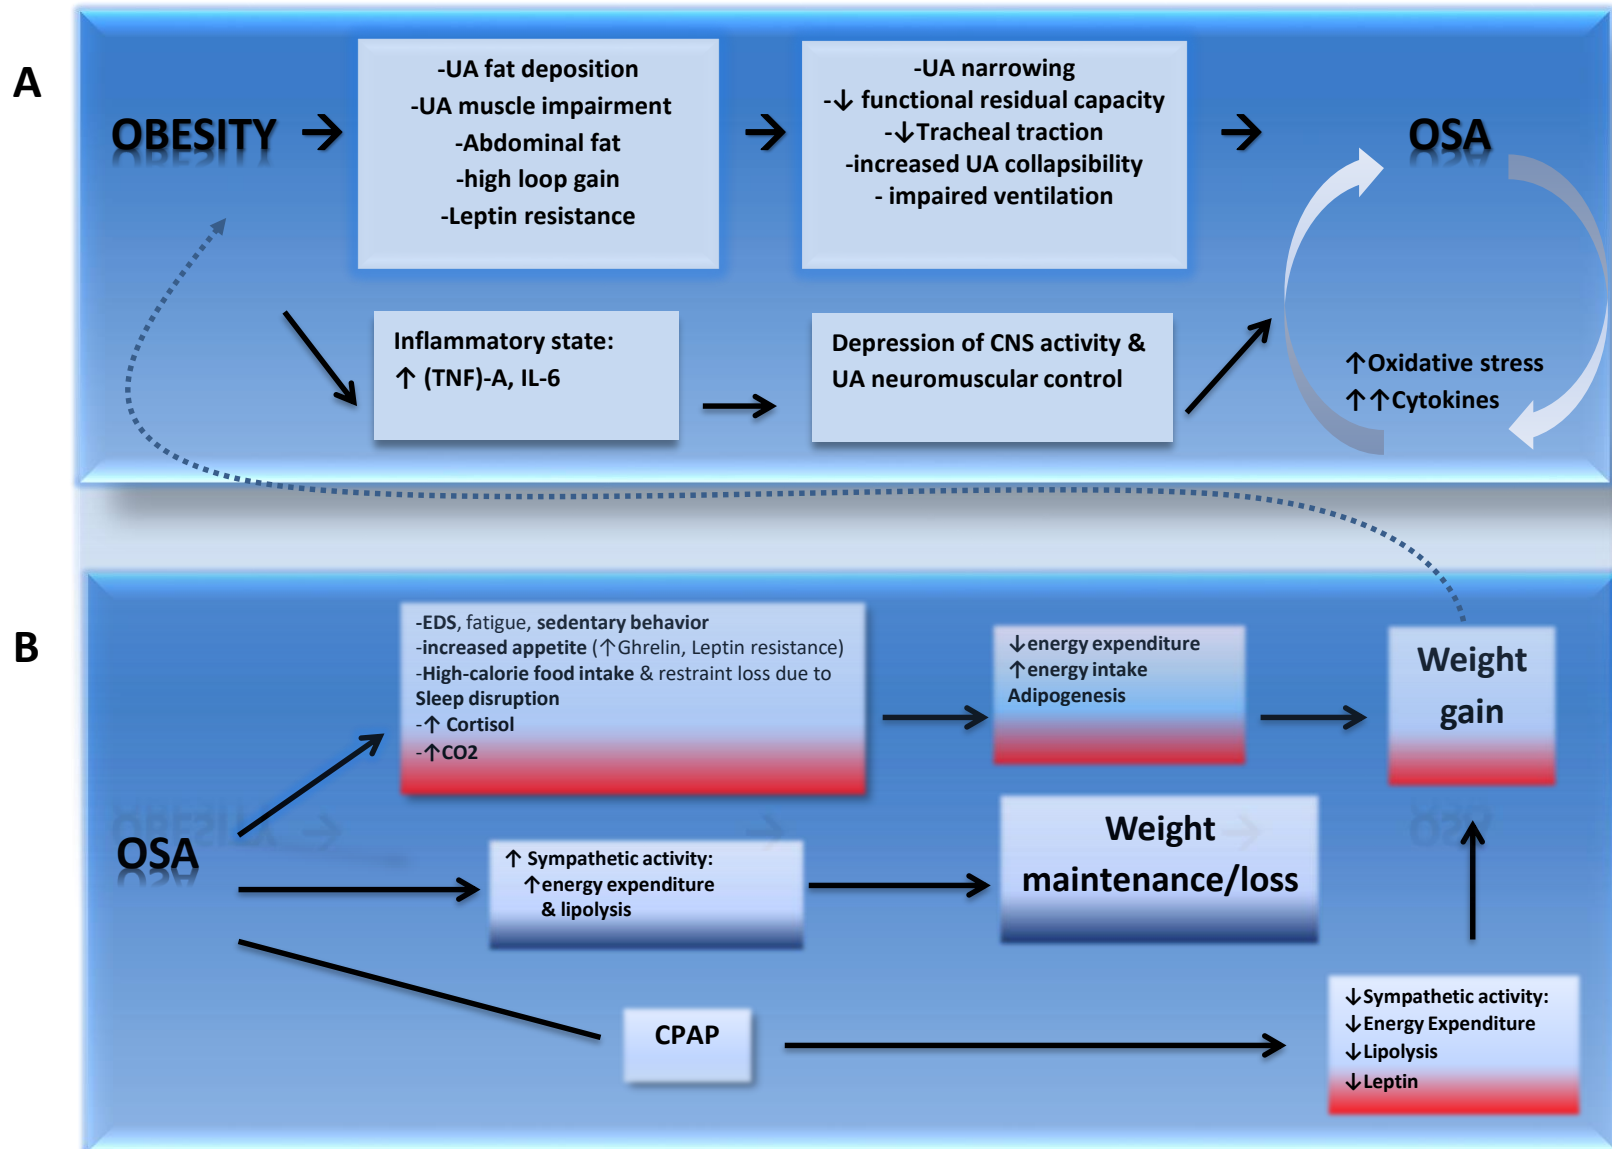 A
OBESITY
-UA fat deposition
-UA muscle impairment
-Abdominal fat
-high loop gain
-Leptin resistance
-UA narrowing
-↓ functional residual capacity
-↓Tracheal traction
-increased UA collapsibility
- impaired ventilation
OSA
Inflammatory state:
↑ (TNF)-A, IL-6
Depression of CNS activity &
UA neuromuscular control
↑Oxidative stress
↑↑Cytokines
B
OSA
-EDS, fatigue, sedentary behavior
-increased appetite (↑Ghrelin, Leptin resistance)
-High-calorie food intake & restraint loss due to
Sleep disruption
-↑ Cortisol
-↑CO2
↓energy expenditure
↑energy intake
Adipogenesis
Weight
gain
↑ Sympathetic activity:
↑energy expenditure
& lipolysis
Weight
maintenance/loss
CPAP
↓Sympathetic activity:
↓Energy Expenditure
↓Lipolysis
↓Leptin